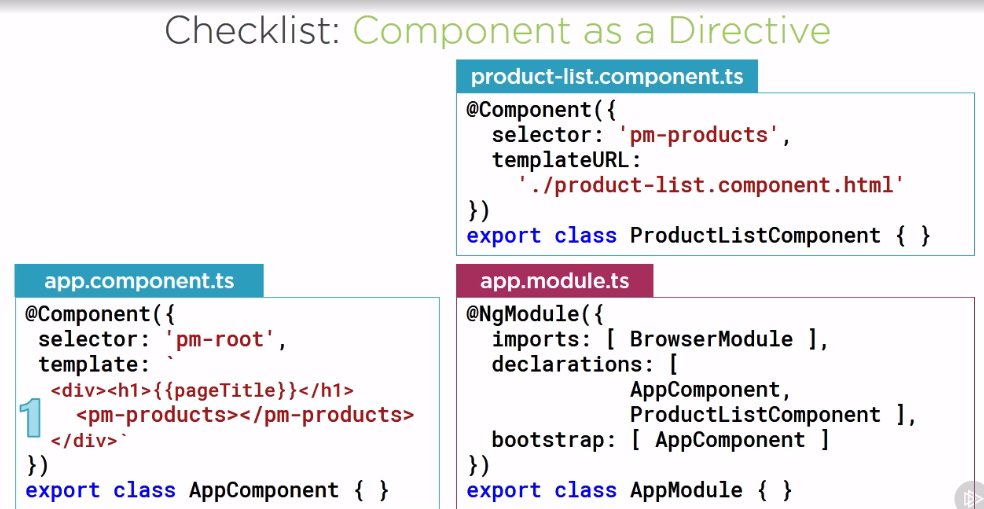 Checklist: Component as a Directive
product-list.component.ts
@Component({
  selector: 'pm-products',
  templateURL:
    './product-list.component.html'
})
export class ProductListComponent { }
app.component.ts
@Component({
 selector: 'pm-root',
 template: `
  <div><h1>{{pageTitle}}</h1>
    <pm-products></pm-products>
  </div>`
})
export class AppComponent { }
1
app.module.ts
@NgModule({
  imports: [ BrowserModule ],
  declarations: [
             AppComponent,
             ProductListComponent ],
  bootstrap: [ AppComponent ]
})
export class AppModule { }